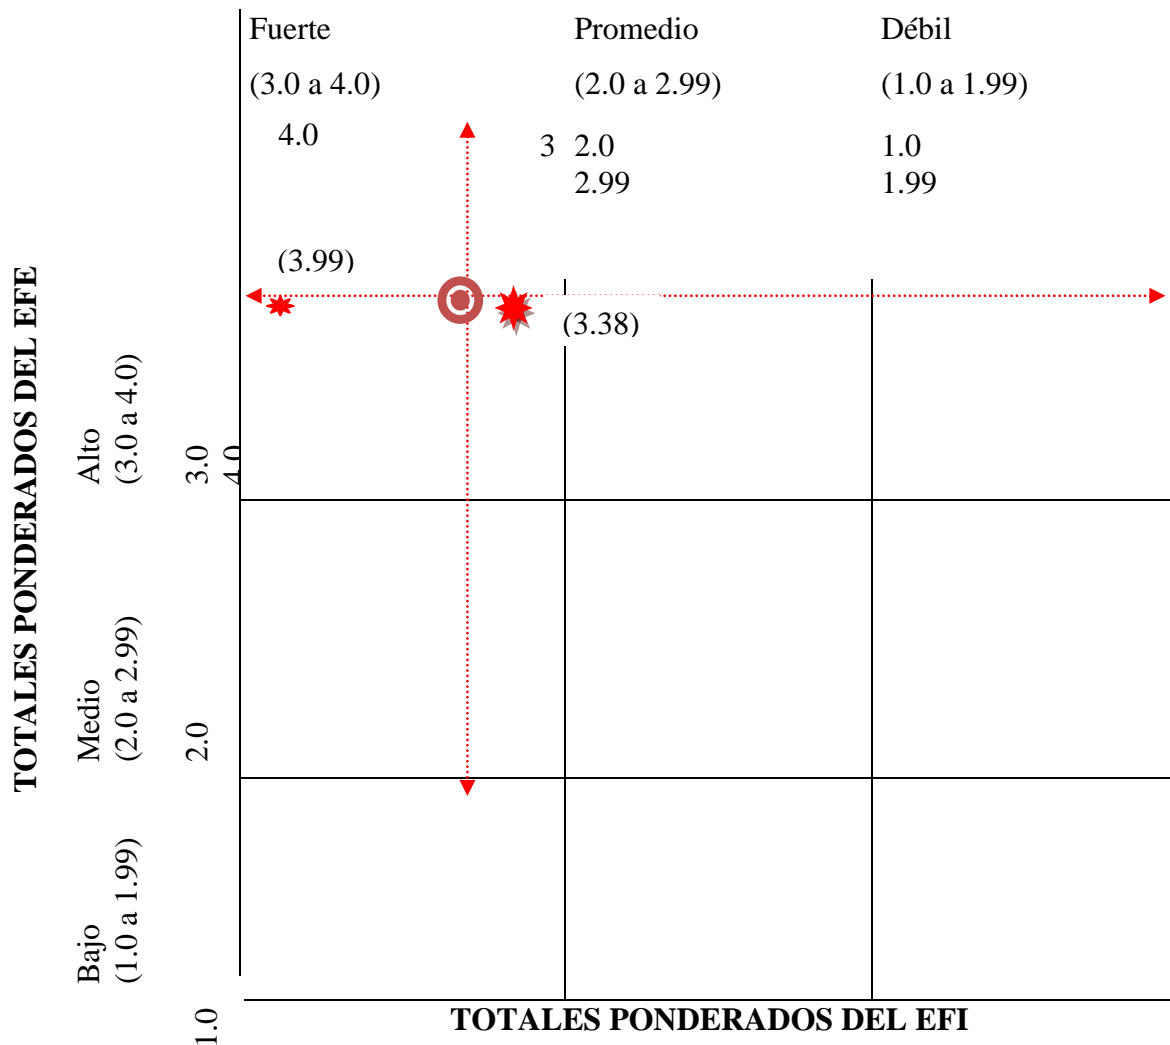 Fuerte
Promedio
Débil
(3.0 a 4.0)
(2.0 a 2.99)
(1.0 a 1.99)
4.0
3
2.0
1.0
2.99
1.99
(3.99)
(3.38)
TOTALES PONDERADOS DEL EFE
Alto
(3.0 a 4.0)
3.0
4.0
Medio
(2.0 a 2.99)
2.0
Bajo
(1.0 a 1.99)
1.0
TOTALES PONDERADOS DEL EFI